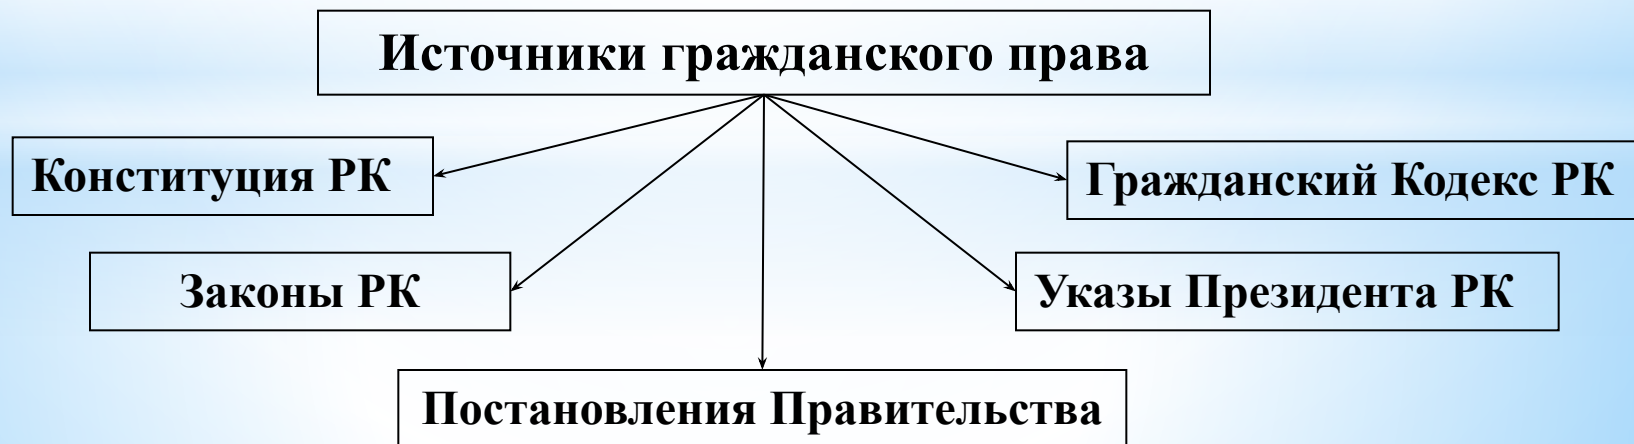 Источники гражданского права
Конституция РК
Гражданский Кодекс РК
Законы РК
Указы Президента РК
Постановления Правительства